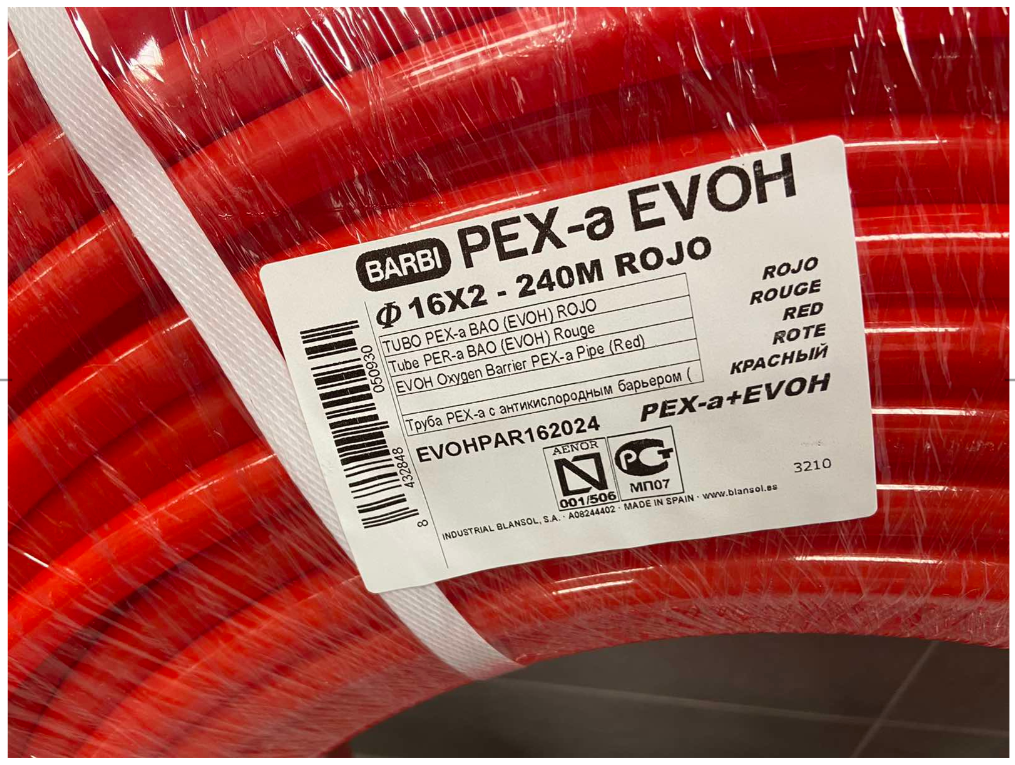 BARBI PEX-a EVOH
Φ 16X2 - 240M ROJO
TUBO PEX-a BAO (EVOH) ROJO
Tube PER-a BAO (EVOH) Rouge
EVOH Oxygen Barrier PEX-a Pipe (Red)
Труба PEX-a с антикислородным барьером (
ROJO
ROUGE
RED
ROTE
КРАСНЫЙ
PEX-a+EVOH
EVOHPAR162024
8 432848 050930
AENOR
N
001/506
РСТ
МП07
3210
INDUSTRIAL BLANSOL, S.A. · A08244402 · MADE IN SPAIN · www.blansol.es